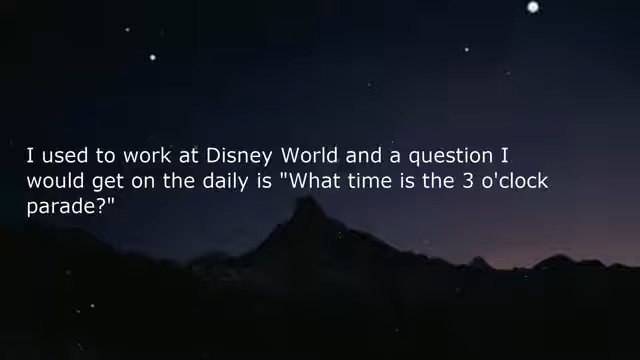 I used to work at Disney World and a question I
would get on the daily is "What time is the 3 o'clock
parade?"